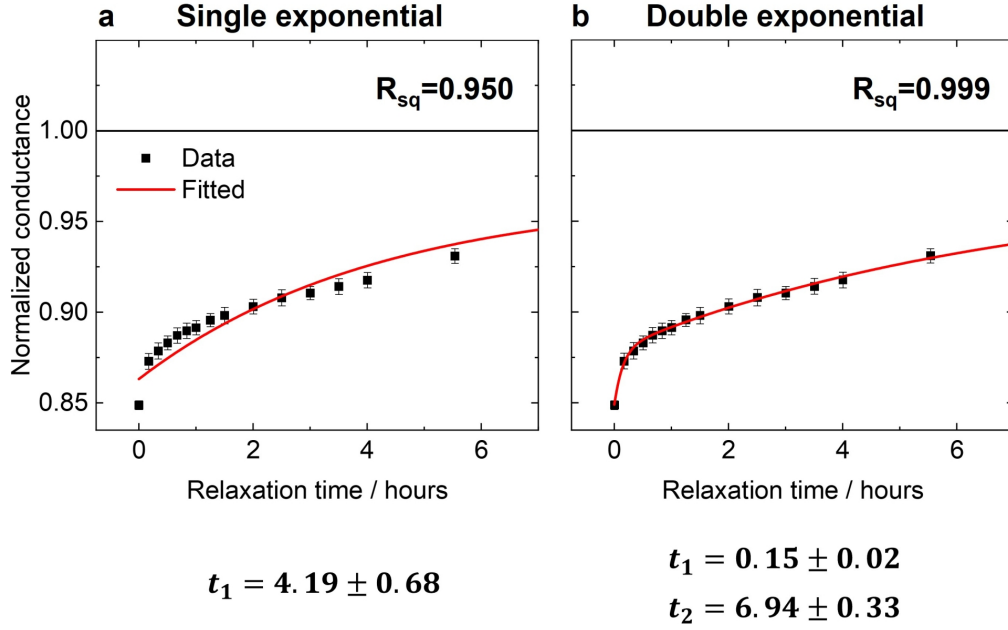 a Single exponential
b Double exponential
R_sq=0.950
R_sq=0.999
Normalized conductance
1.00
0.95
0.90
0.85
Data
Fitted
0 2 4 6
0 2 4 6
Relaxation time / hours
Relaxation time / hours
t₁ = 4.19 ± 0.68
t₁ = 0.15 ± 0.02
t₂ = 6.94 ± 0.33